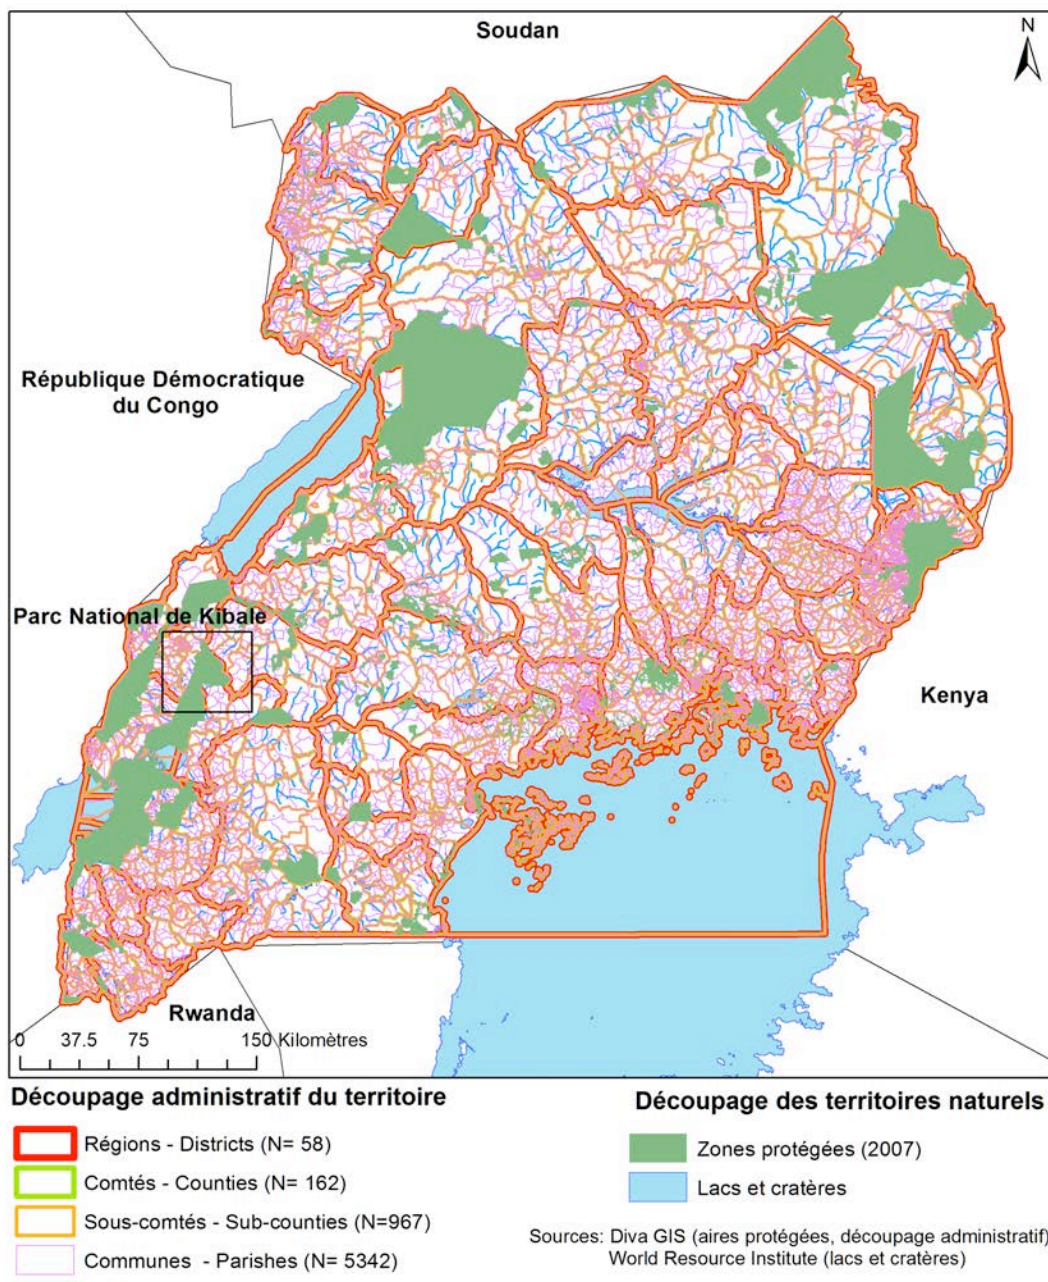 Soudan
N
République Démocratique
du Congo
Parc National de Kibale
Kenya
Rwanda
0 37.5 75 150 Kilomètres
Découpage administratif du territoire
Régions - Districts (N= 58)
Comtés - Counties (N= 162)
Sous-comtés - Sub-counties (N=967)
Communes - Parishes (N= 5342)
Découpage des territoires naturels
Zones protégées (2007)
Lacs et cratères
Sources: Diva GIS (aires protégées, découpage administratif)
World Resource Institute (lacs et cratères)